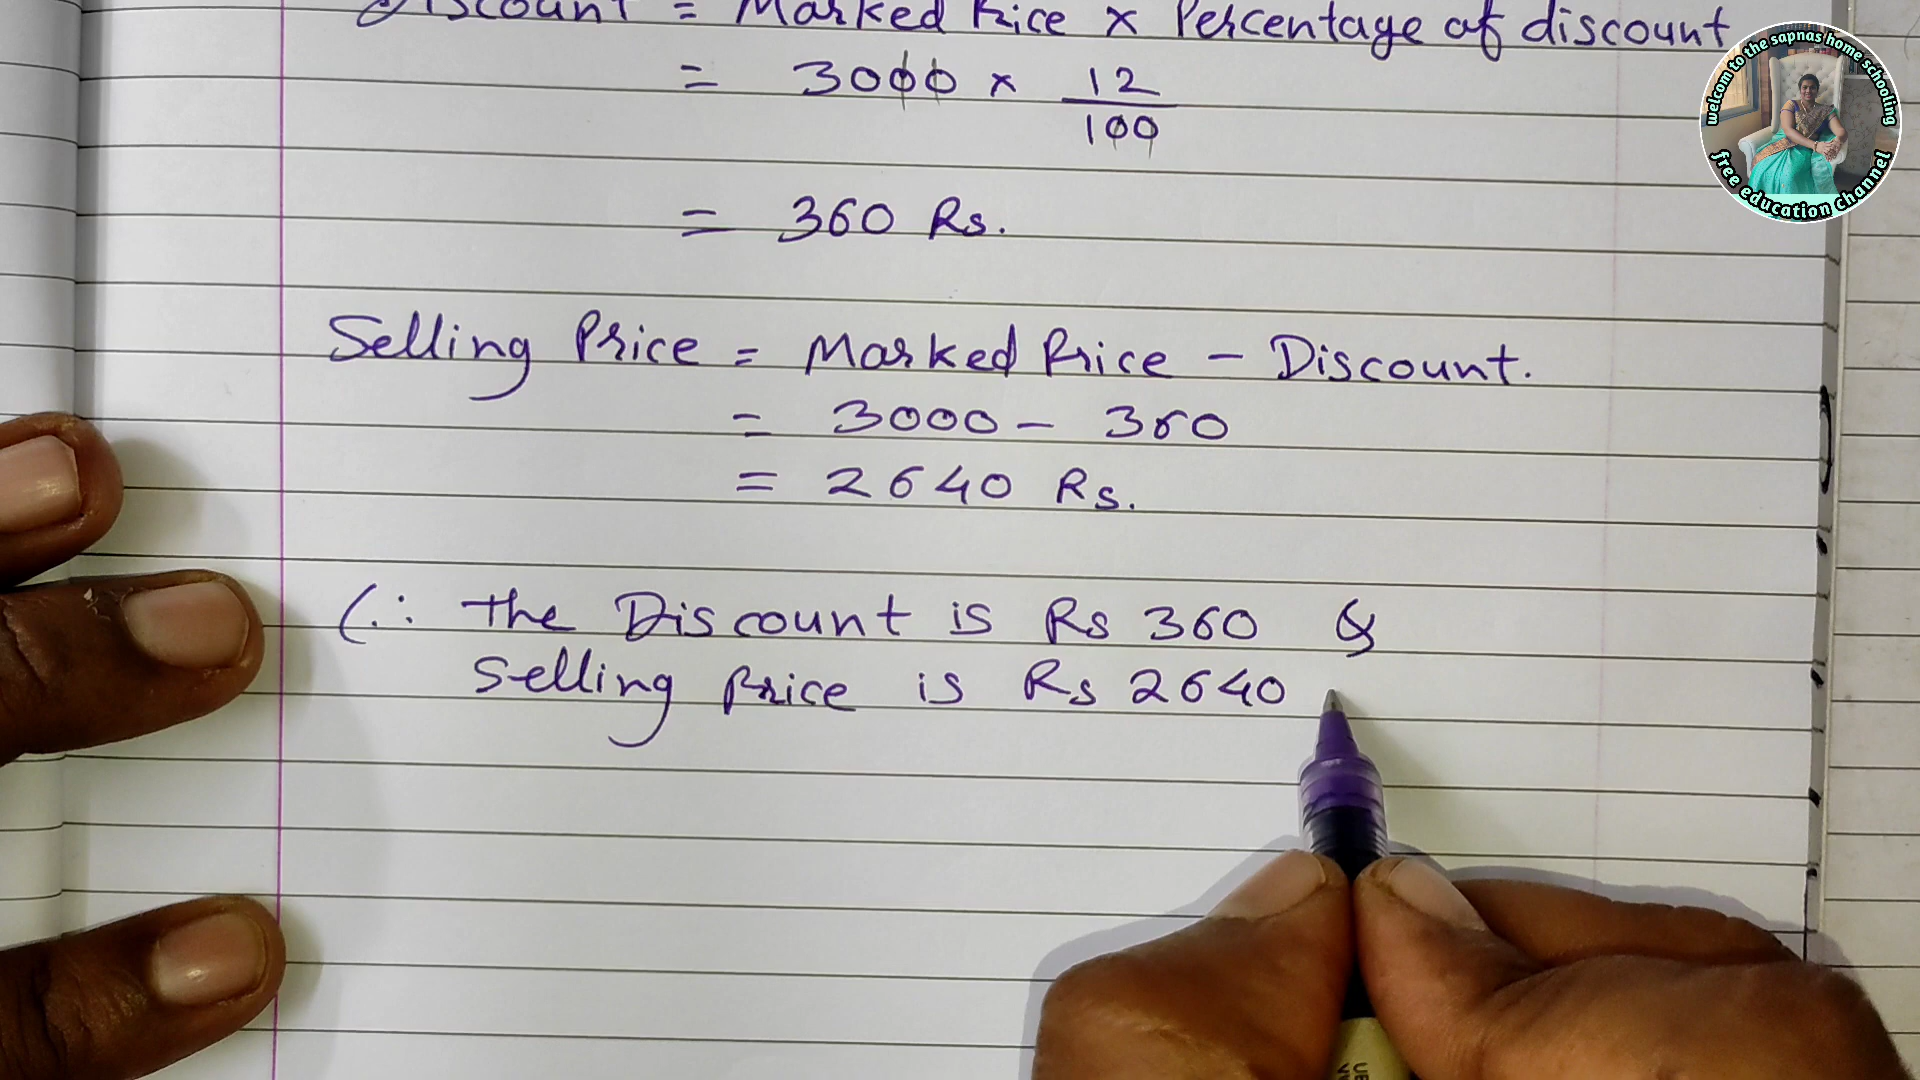 Discount = Marked Price × Percentage of discount
= 3000 × 12
100
= 360 Rs.
Selling Price = Marked Price - Discount.
= 3000 - 360
= 2640 Rs.
(∴ the Discount is Rs 360 &
Selling Price is Rs 2640
welcom to the sapnas home schooling
free education channel